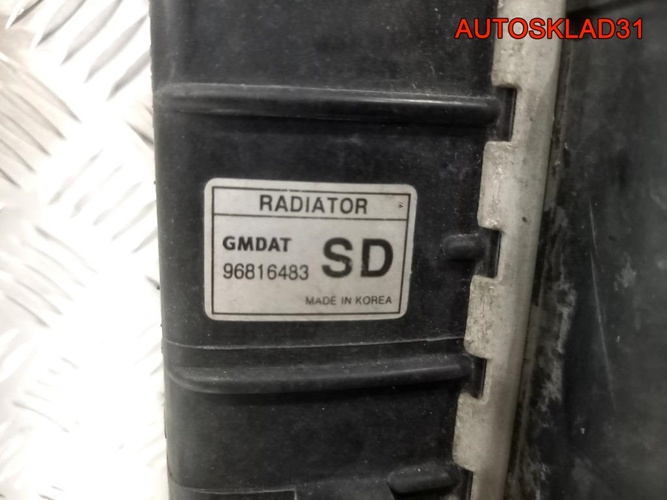 AUTOSKLAD31
RADIATOR
GMDAT SD
96816483
MADE IN KOREA